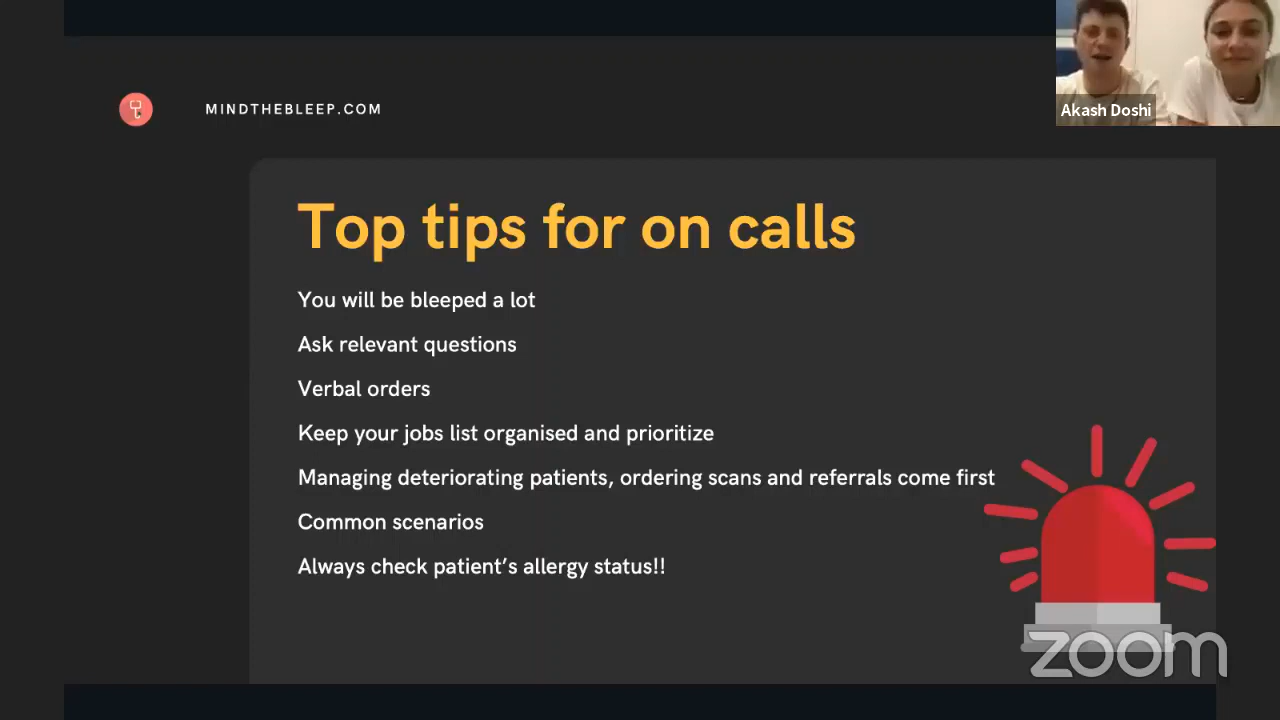 MINDTHEBLEEP.COM
Akash Doshi
Top tips for on calls
You will be bleeped a lot
Ask relevant questions
Verbal orders
Keep your jobs list organised and prioritize
Managing deteriorating patients, ordering scans and referrals come first
Common scenarios
Always check patient’s allergy status!!
zoom